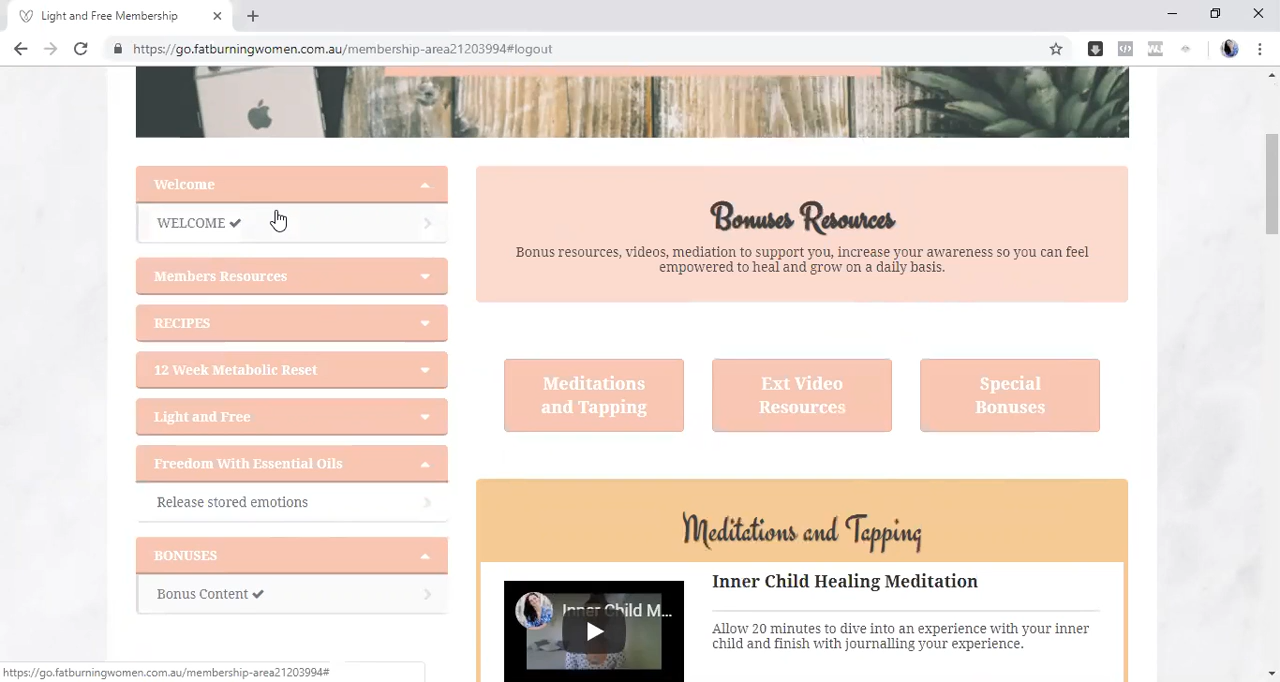 Light and Free Membership
https://go.fatburningwomen.com.au/membership-area21203994#logout
Welcome
WELCOME
Members Resources
RECIPES
12 Week Metabolic Reset
Light and Free
Freedom With Essential Oils
Release stored emotions
BONUSES
Bonus Content
Bonuses Resources
Bonus resources, videos, mediation to support you, increase your awareness so you can feel
empowered to heal and grow on a daily basis.
Meditations
and Tapping
Ext Video
Resources
Special
Bonuses
Meditations and Tapping
Inner Child M...
Inner Child Healing Meditation
Allow 20 minutes to dive into an experience with your inner
child and finish with journalling your experience.
https://go.fatburningwomen.com.au/membership-area21203994#